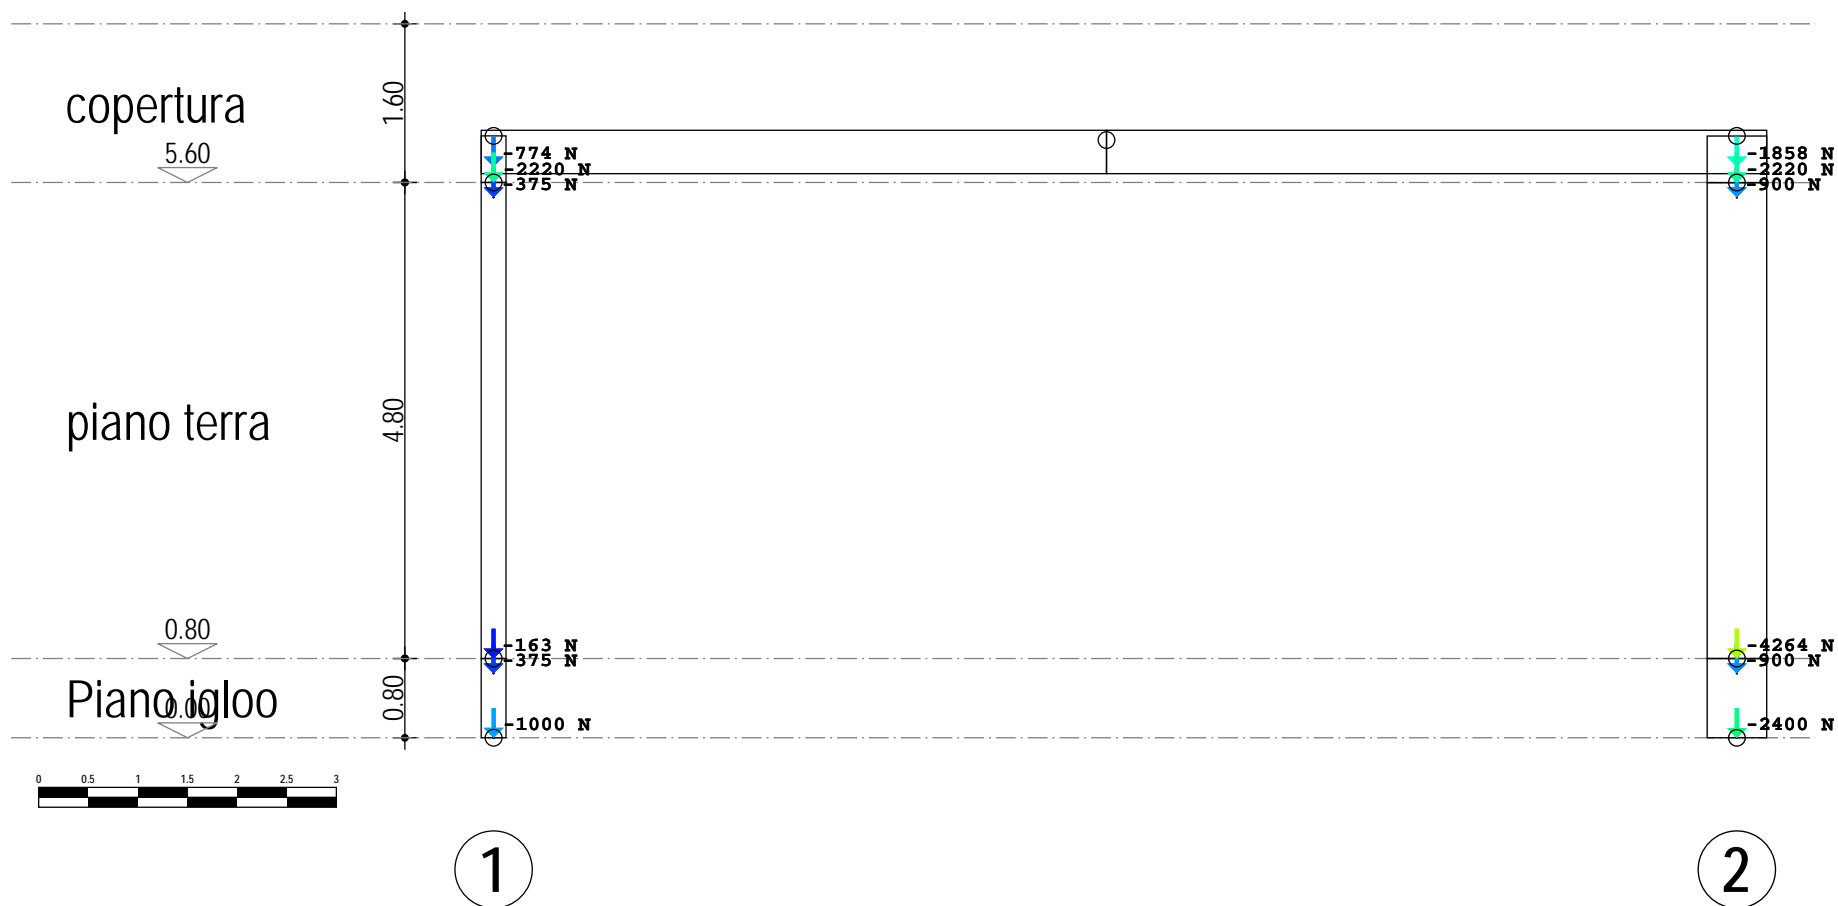 copertura
1.60
5.60
-774 N
-2220 N
-375 N
-1858 N
-2220 N
-900 N
piano terra
4.80
0.80
-163 N
-375 N
-4264 N
-900 N
Piano igloo
0.00
0.80
-1000 N
-2400 N
0 0.5 1 1.5 2 2.5 3
1 2